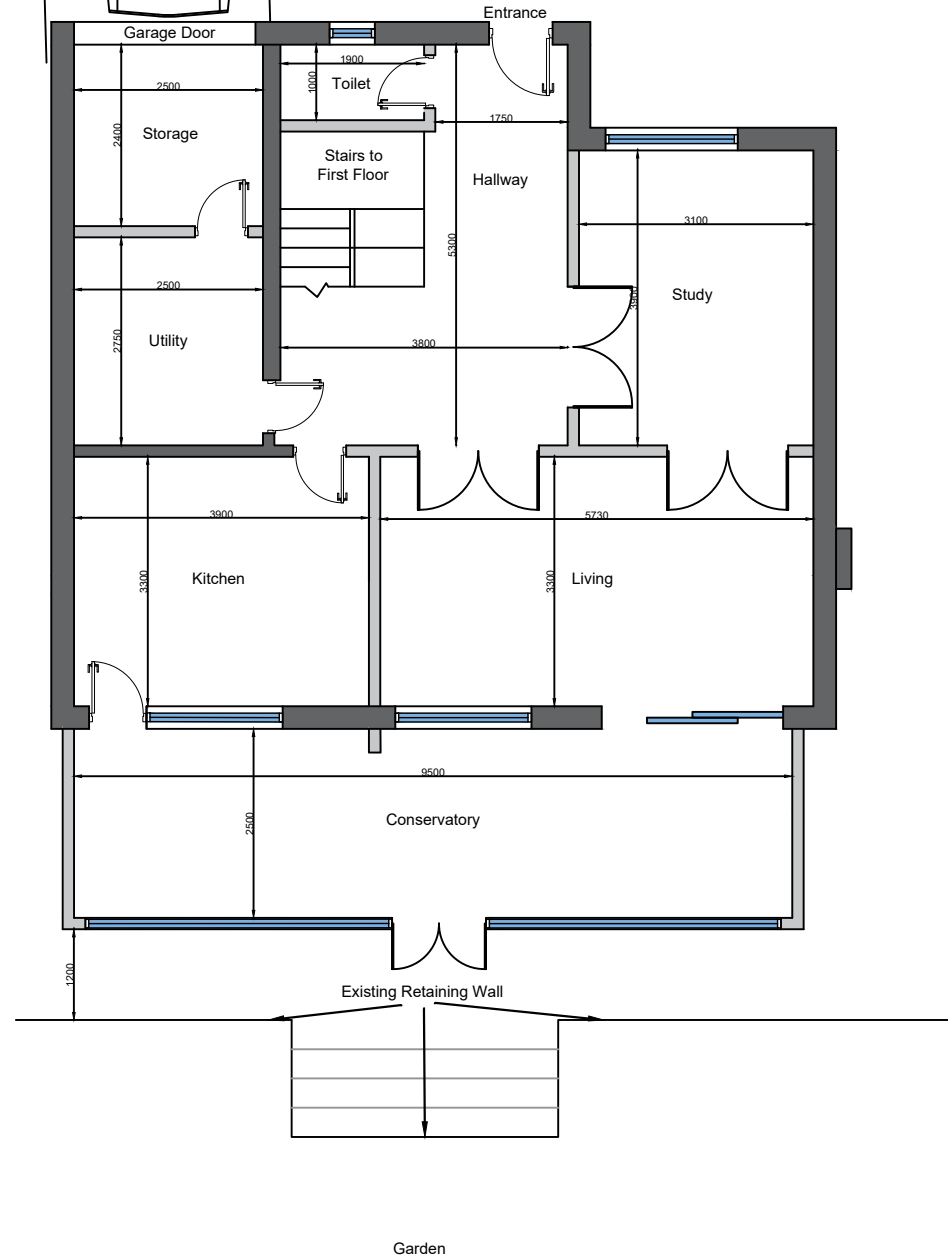 Entrance
Garage Door
1900
Toilet
1000
2500
1750
Storage
2400
Stairs to
First Floor
Hallway
3100
5300
2500
Study
3900
Utility
2750
3800
3900
5730
Kitchen
3300
Living
3300
9500
Conservatory
2500
1200
Existing Retaining Wall
Garden